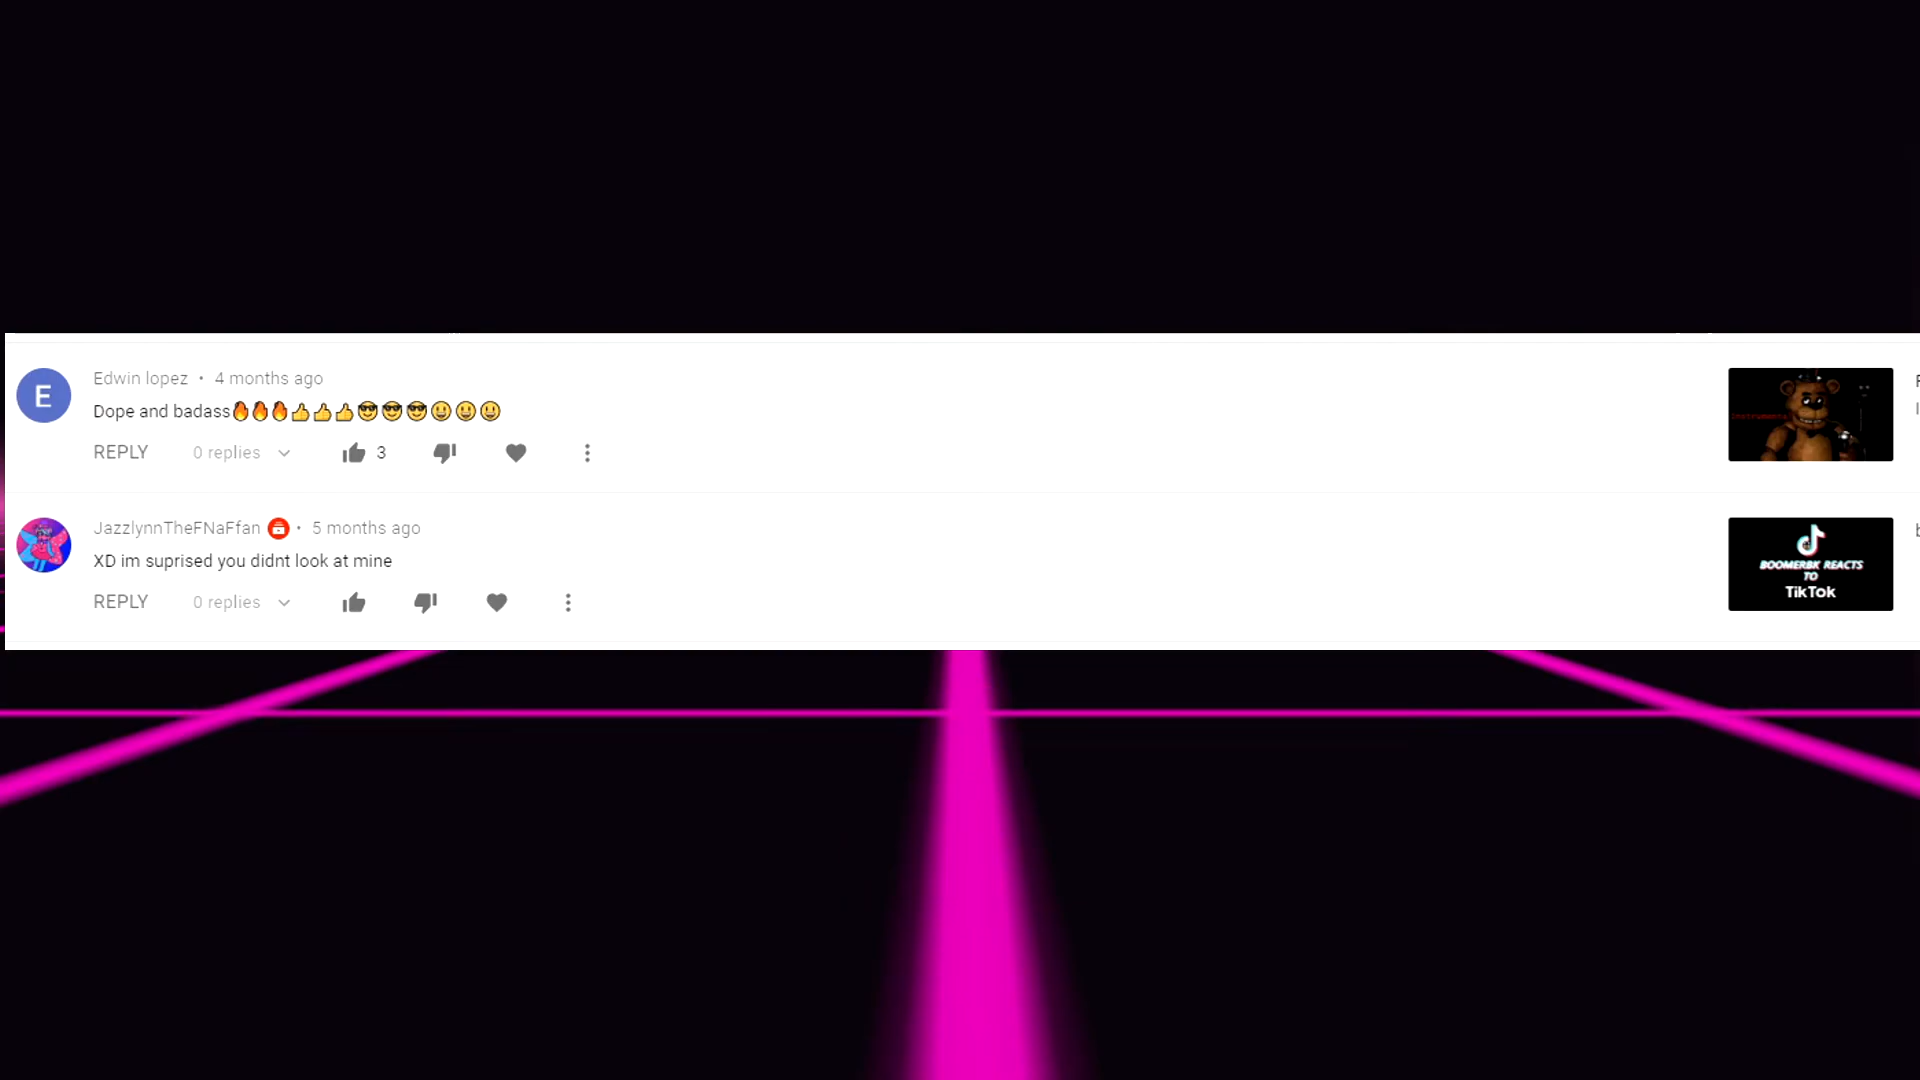 Edwin lopez • 4 months ago
Dope and badass🔥🔥🔥👍👍👍😎😎😎😃😃😃
REPLY 0 replies 3
E
instrumental
JazzlynnTheFNaFfan • 5 months ago
XD im suprised you didnt look at mine
REPLY 0 replies
BOOMERBK REACTS
TO
TikTok